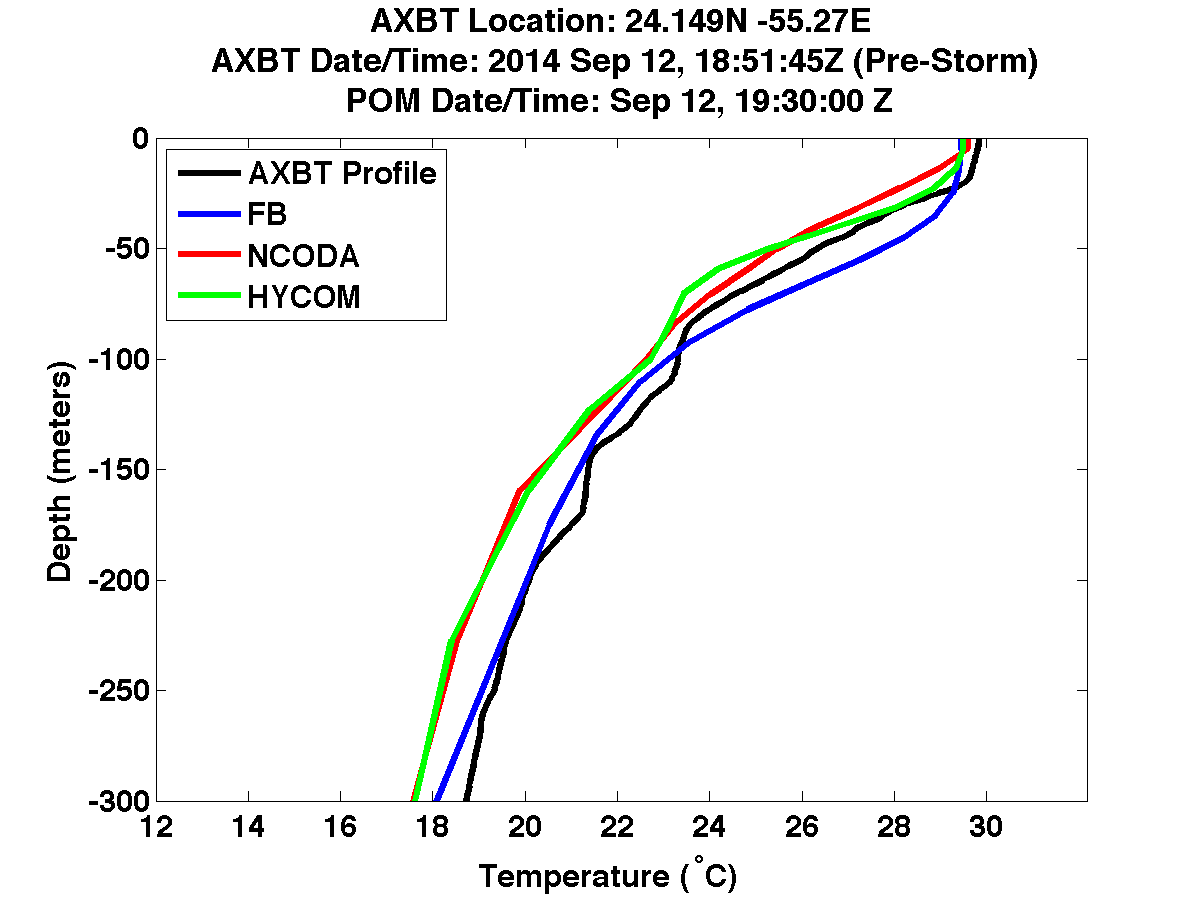 AXBT Location: 24.149N -55.27E
AXBT Date/Time: 2014 Sep 12, 18:51:45Z (Pre-Storm)
POM Date/Time: Sep 12, 19:30:00 Z
AXBT Profile
FB
NCODA
HYCOM
0
-50
-100
-150
-200
-250
-300
Depth (meters)
12 14 16 18 20 22 24 26 28 30
Temperature (°C)